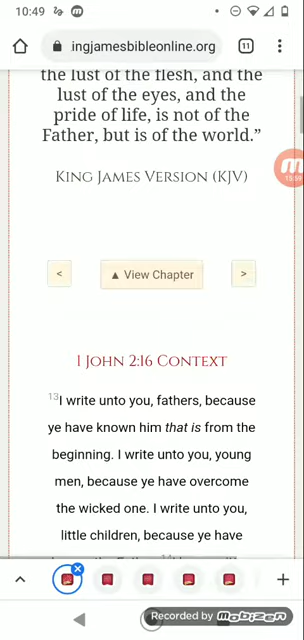 10:49
ingjamesbibleonline.org
11
the lust of the flesh, and the
lust of the eyes, and the
pride of life, is not of the
Father, but is of the world.”
King James Version (KJV)
<
▲ View Chapter
>
1 John 2:16 Context
13I write unto you, fathers, because
ye have known him that is from the
beginning. I write unto you, young
men, because ye have overcome
the wicked one. I write unto you,
little children, because ye have
Recorded by mobizen